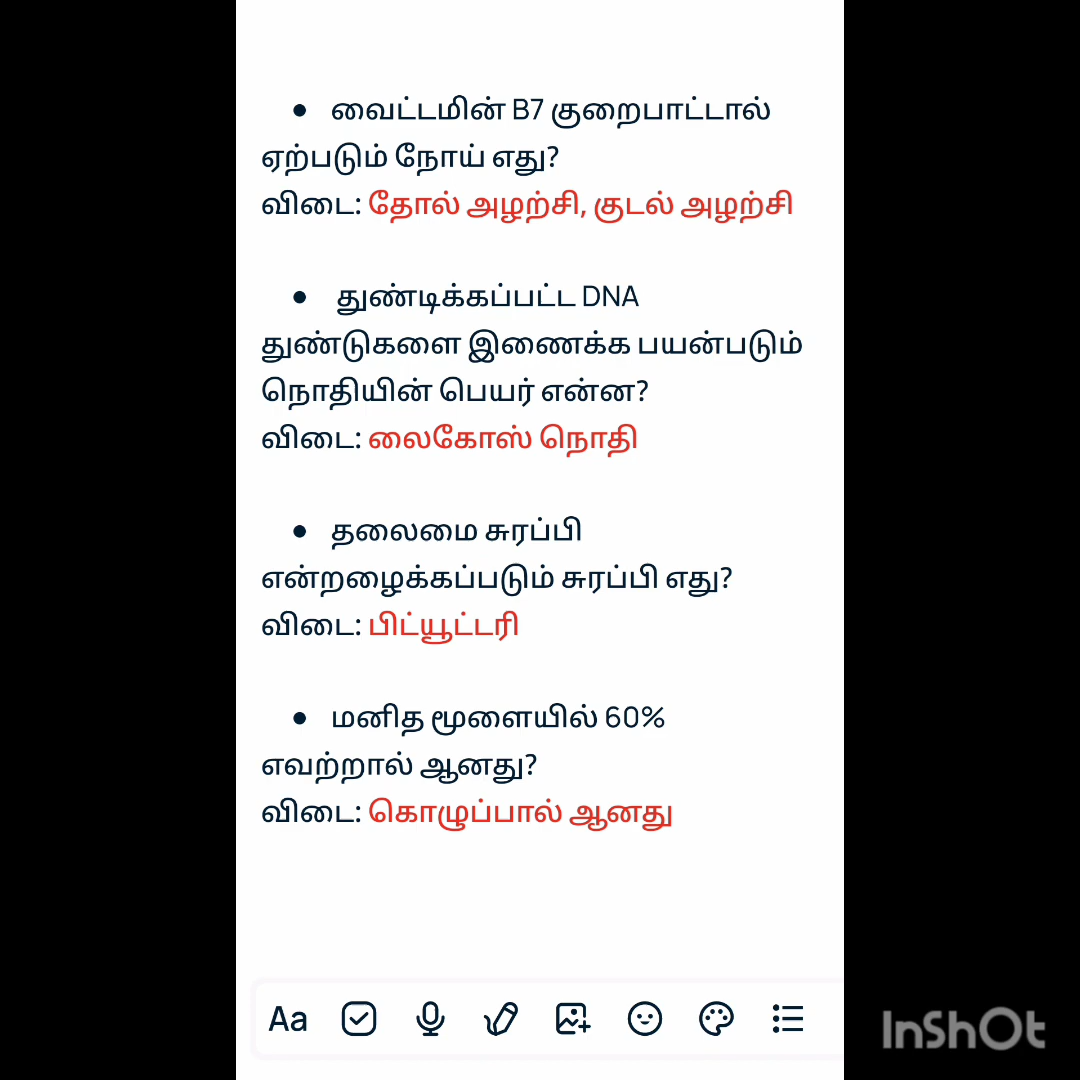 • வைட்டமின் B7 குறைபாட்டால்
ஏற்படும் நோய் எது?
விடை: தோல் அழற்சி, குடல் அழற்சி
• துண்டிக்கப்பட்ட DNA
துண்டுகளை இணைக்க பயன்படும்
நொதியின் பெயர் என்ன?
விடை: லைகோஸ் நொதி
• தலைமை சுரப்பி
என்றழைக்கப்படும் சுரப்பி எது?
விடை: பிட்யூட்டரி
• மனித மூளையில் 60%
எவற்றால் ஆனது?
விடை: கொழுப்பால் ஆனது
Aa
InShOt